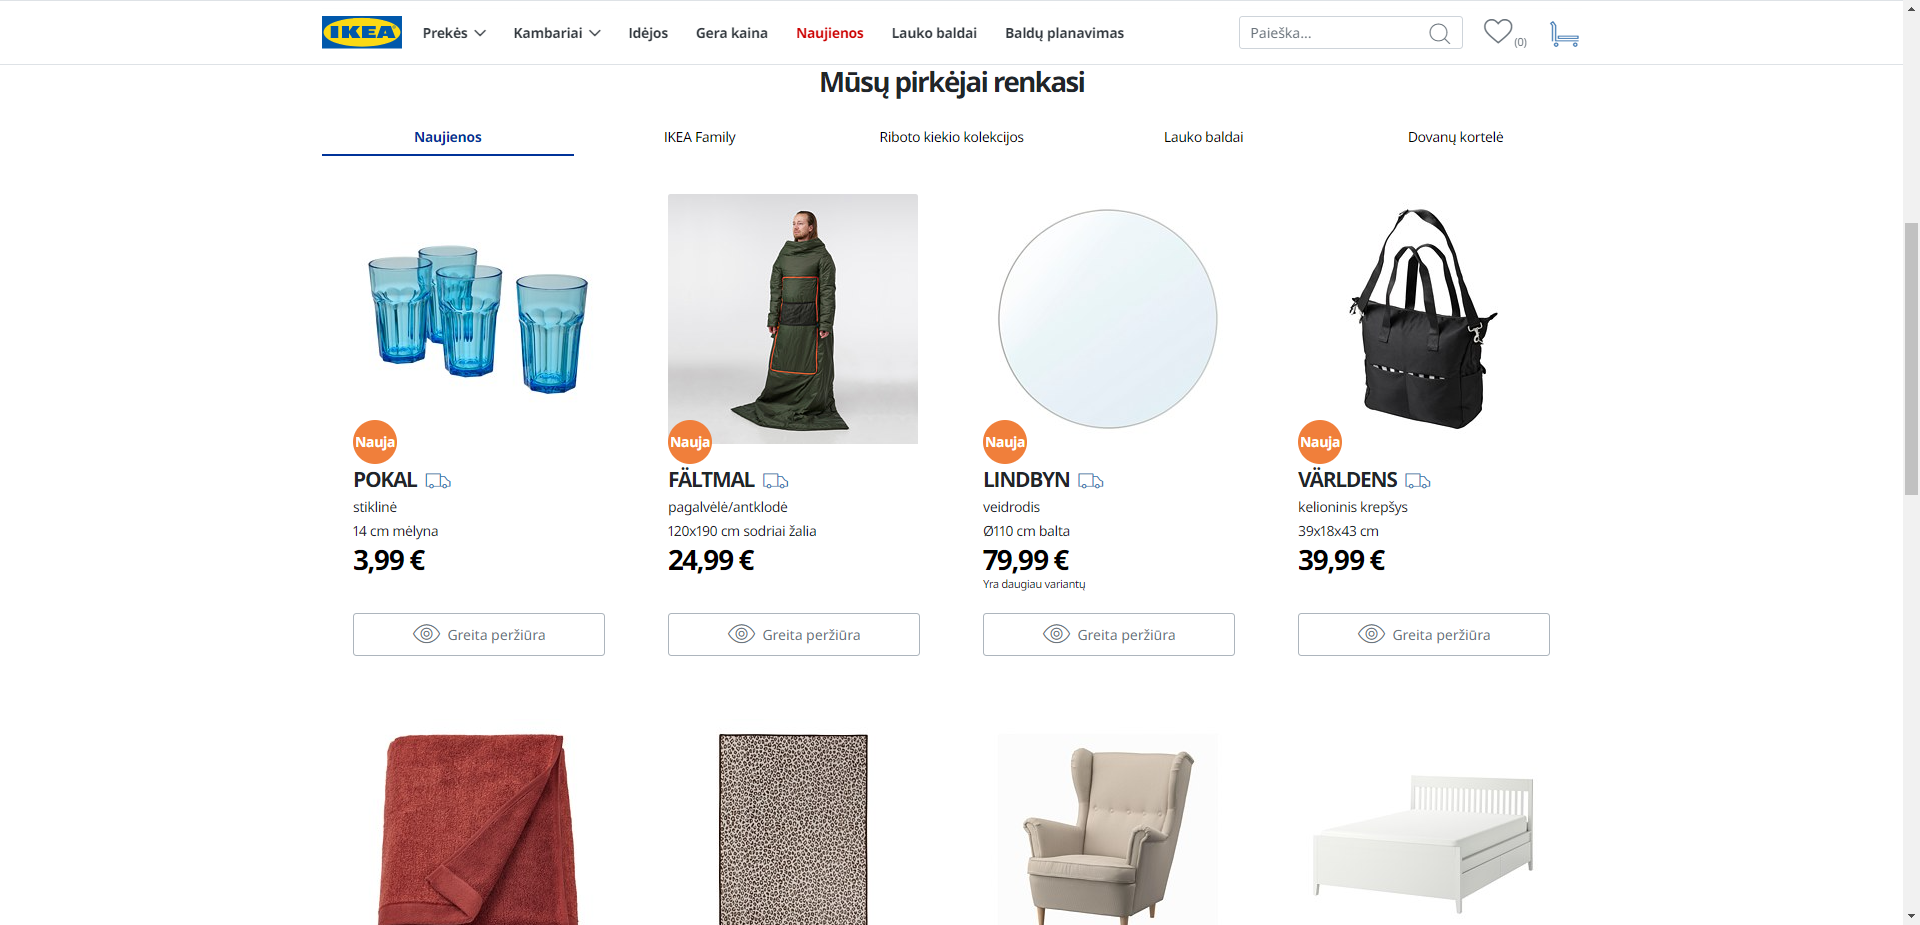 IKEA
Prekės
Kambariai
Idėjos
Gera kaina
Naujienos
Lauko baldai
Baldų planavimas
Paieška...
(0)
Mūsų pirkėjai renkasi
Naujienos
IKEA Family
Riboto kiekio kolekcijos
Lauko baldai
Dovanų kortelė
Nauja
POKAL
stiklinė
14 cm mėlyna
3,99 €
Greita peržiūra
Nauja
FÄLTMAL
pagalvėlė/antklodė
120x190 cm sodriai žalia
24,99 €
Greita peržiūra
Nauja
LINDBYN
veidrodis
Ø110 cm balta
79,99 €
Yra daugiau variantų
Greita peržiūra
Nauja
VÄRLDENS
kelioninis krepšys
39x18x43 cm
39,99 €
Greita peržiūra